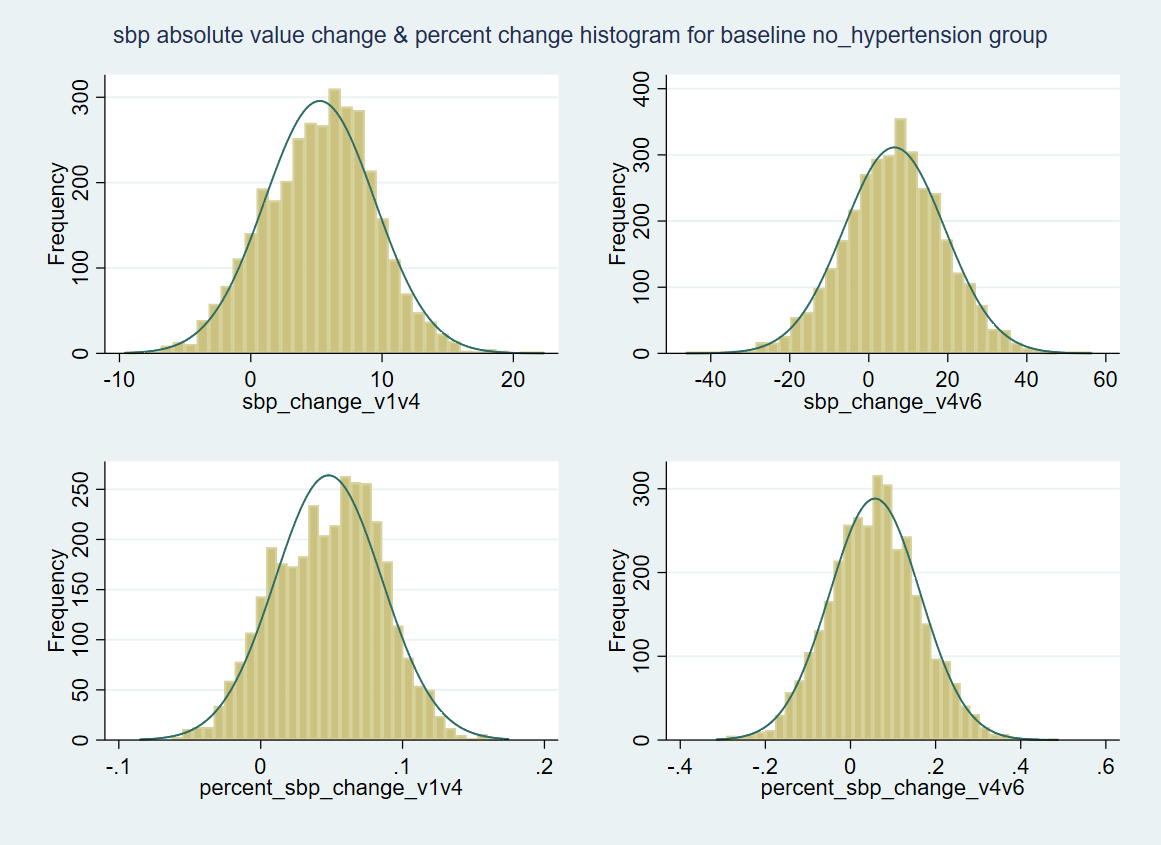 sbp absolute value change & percent change histogram for baseline no_hypertension group
Frequency
0 100 200 300
-10 0 10 20
sbp_change_v1v4
Frequency
0 100 200 300 400
-40 -20 0 20 40 60
sbp_change_v4v6
Frequency
0 50 100 150 200 250
-.1 0 .1 .2
percent_sbp_change_v1v4
Frequency
0 100 200 300
-.4 -.2 0 .2 .4 .6
percent_sbp_change_v4v6